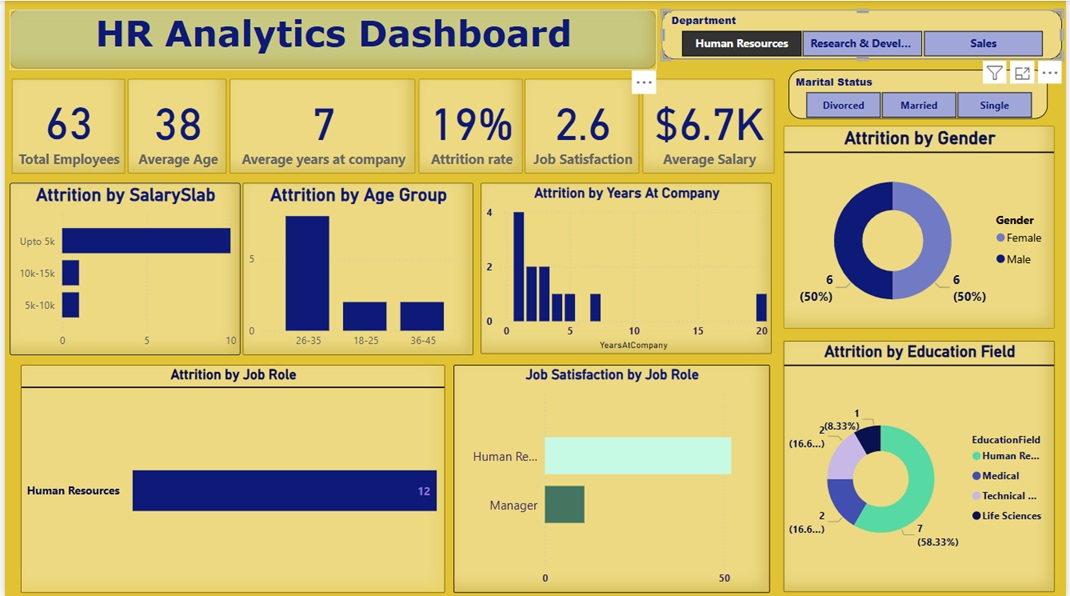 HR Analytics Dashboard
Department
Human Resources
Research & Devel...
Sales
Marital Status
Divorced
Married
Single
63
Total Employees
38
Average Age
7
Average years at company
19%
Attrition rate
2.6
Job Satisfaction
$6.7K
Average Salary
Attrition by SalarySlab
Upto 5k
10k-15k
5k-10k
0 5 10
Attrition by Age Group
5
0
26-35 18-25 36-45
Attrition by Years At Company
4
2
0
0 5 10 15 20
YearsAtCompany
Attrition by Gender
Gender
Female
Male
6
(50%)
6
(50%)
Attrition by Job Role
Human Resources
12
Job Satisfaction by Job Role
Human Re...
Manager
0 50
Attrition by Education Field
1
(8.33%)
2
(16.6...)
2
(16.6...)
7
(58.33%)
EducationField
Human Re...
Medical
Technical ...
Life Sciences